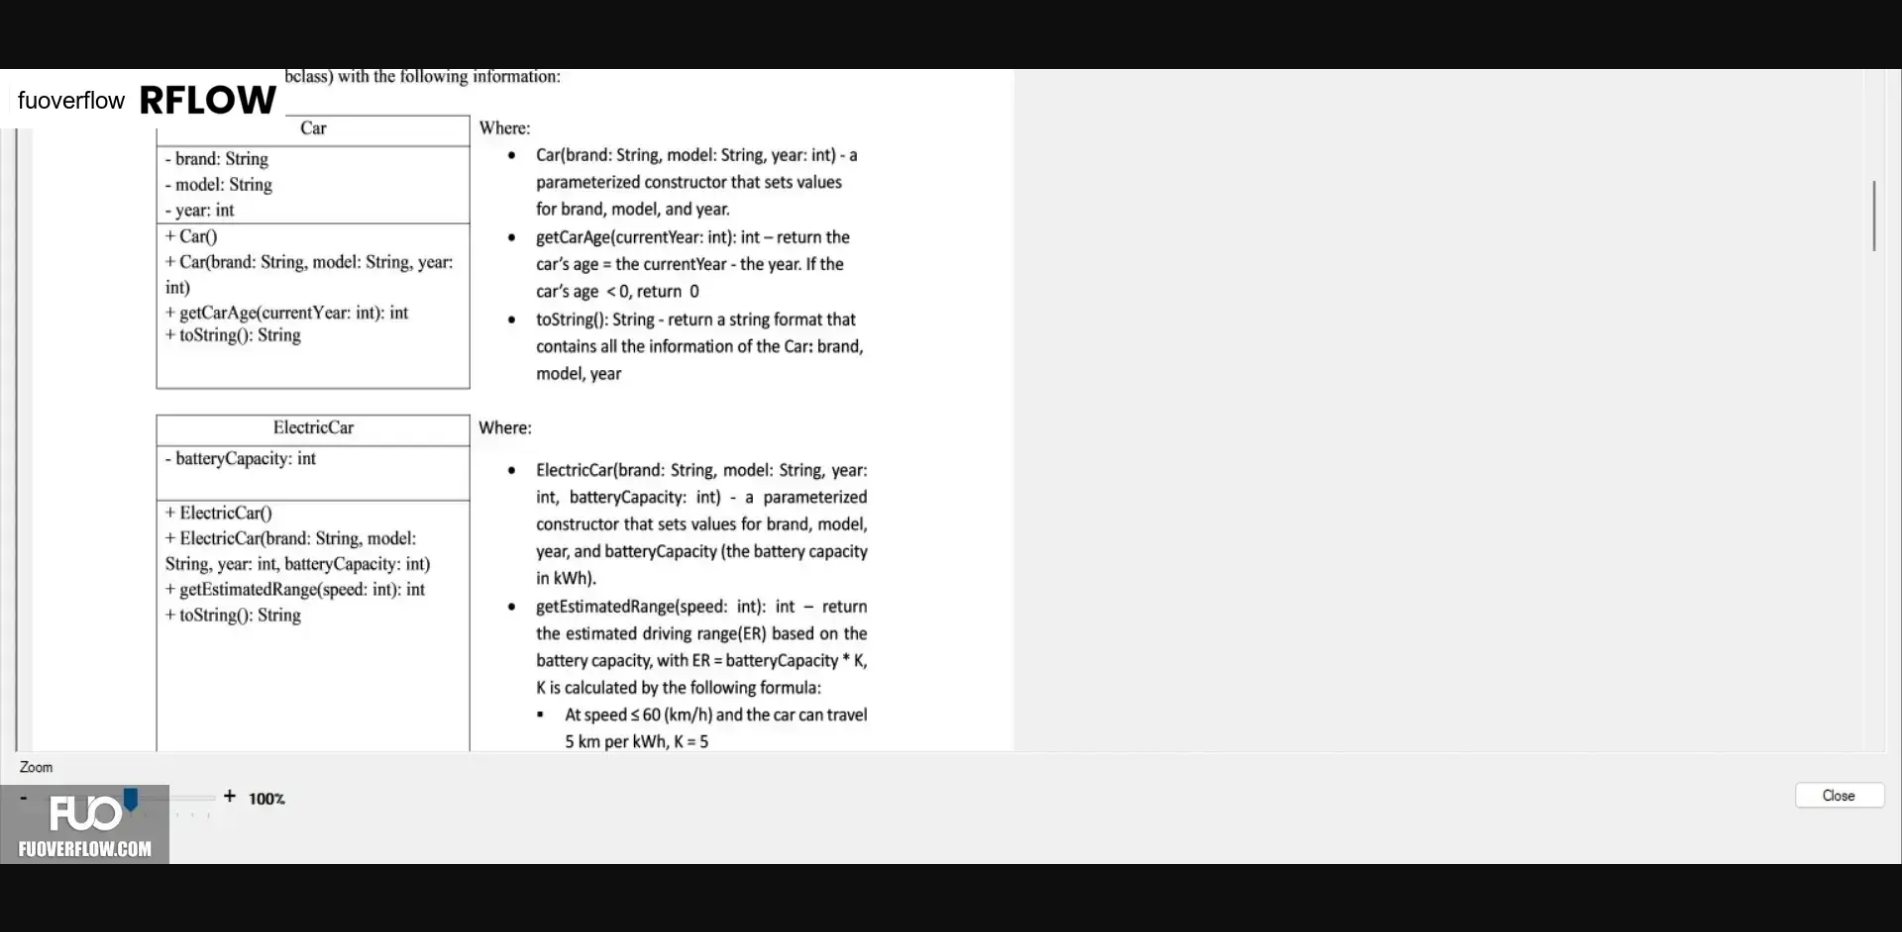 bclass) with the following information:
fuoverflow RFLOW
Car
- brand: String
- model: String
- year: int
+ Car()
+ Car(brand: String, model: String, year:
int)
+ getCarAge(currentYear: int): int
+ toString(): String
Where:
• Car(brand: String, model: String, year: int) - a
parameterized constructor that sets values
for brand, model, and year.
• getCarAge(currentYear: int): int – return the
car’s age = the currentYear - the year. If the
car’s age < 0, return 0
• toString(): String - return a string format that
contains all the information of the Car: brand,
model, year
ElectricCar
- batteryCapacity: int
+ ElectricCar()
+ ElectricCar(brand: String, model:
String, year: int, batteryCapacity: int)
+ getEstimatedRange(speed: int): int
+ toString(): String
Where:
• ElectricCar(brand: String, model: String, year:
int, batteryCapacity: int) - a parameterized
constructor that sets values for brand, model,
year, and batteryCapacity (the battery capacity
in kWh).
• getEstimatedRange(speed: int): int – return
the estimated driving range(ER) based on the
battery capacity, with ER = batteryCapacity * K,
K is calculated by the following formula:
▪ At speed ≤ 60 (km/h) and the car can travel
5 km per kWh, K = 5
Zoom
- + 100%
Close
FUO
FUOVERFLOW.COM